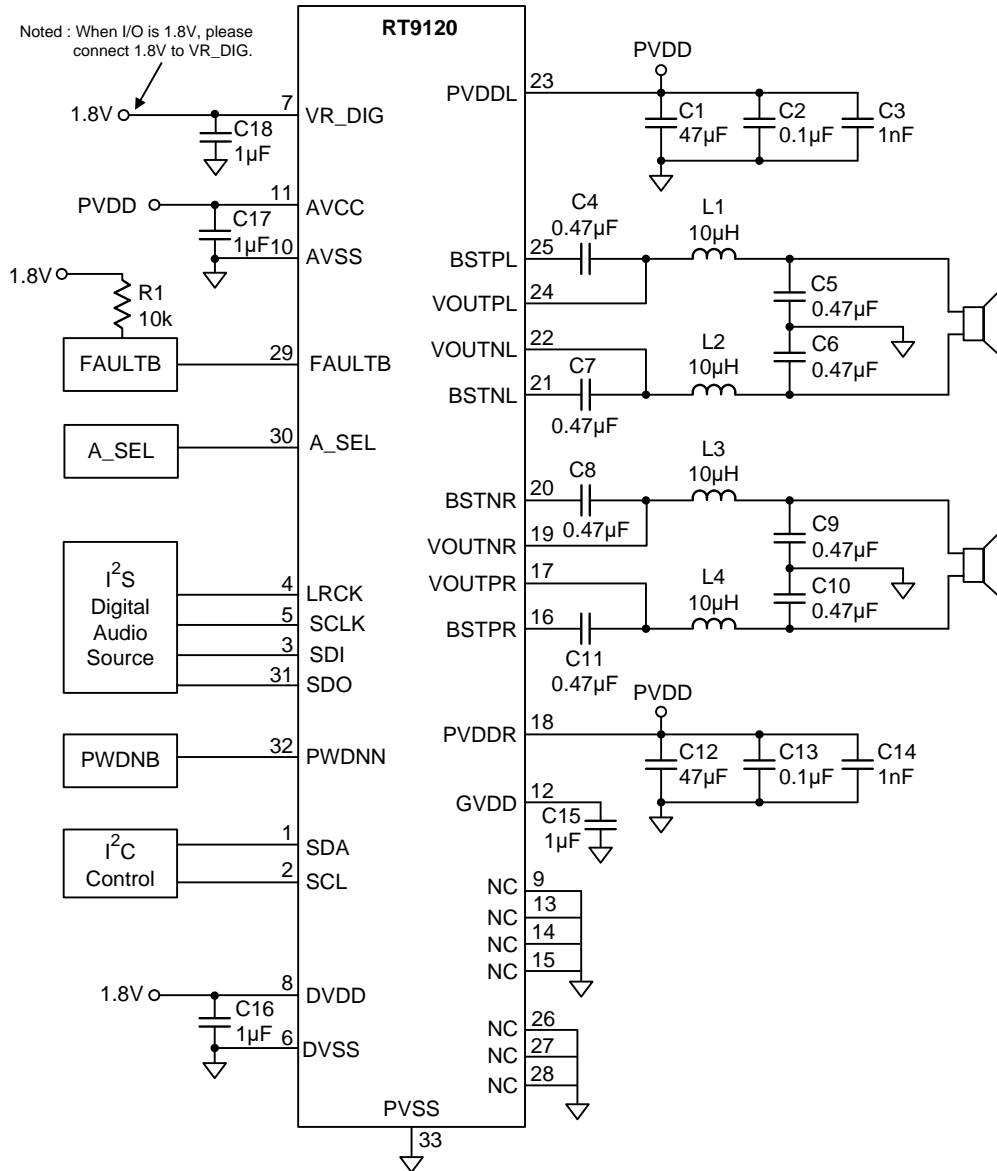 RT9120
Noted : When I/O is 1.8V, please
connect 1.8V to VR_DIG.
1.8V
7
VR_DIG
C18
1µF
PVDD
11
AVCC
C17
1µF
10
AVSS
1.8V
R1
10k
FAULTB
29
FAULTB
A_SEL
30
A_SEL
I2S
Digital
Audio
Source
4
LRCK
5
SCLK
3
SDI
31
SDO
PWDNB
32
PWDNN
I2C
Control
1
SDA
2
SCL
1.8V
8
DVDD
C16
1µF
6
DVSS
PVSS
33
PVDD
PVDDL
23
C1
47µF
C2
0.1µF
C3
1nF
C4
0.47µF
L1
10µH
BSTPL
25
VOUTPL
24
C5
0.47µF
VOUTNL
22
L2
10µH
C6
0.47µF
BSTNL
21
C7
0.47µF
L3
10µH
BSTNR
20
C8
0.47µF
VOUTNR
19
C9
0.47µF
VOUTPR
17
L4
10µH
C10
0.47µF
BSTPR
16
C11
0.47µF
PVDD
PVDDR
18
C12
47µF
C13
0.1µF
C14
1nF
GVDD
12
C15
1µF
NC
9
NC
13
NC
14
NC
15
NC
26
NC
27
NC
28